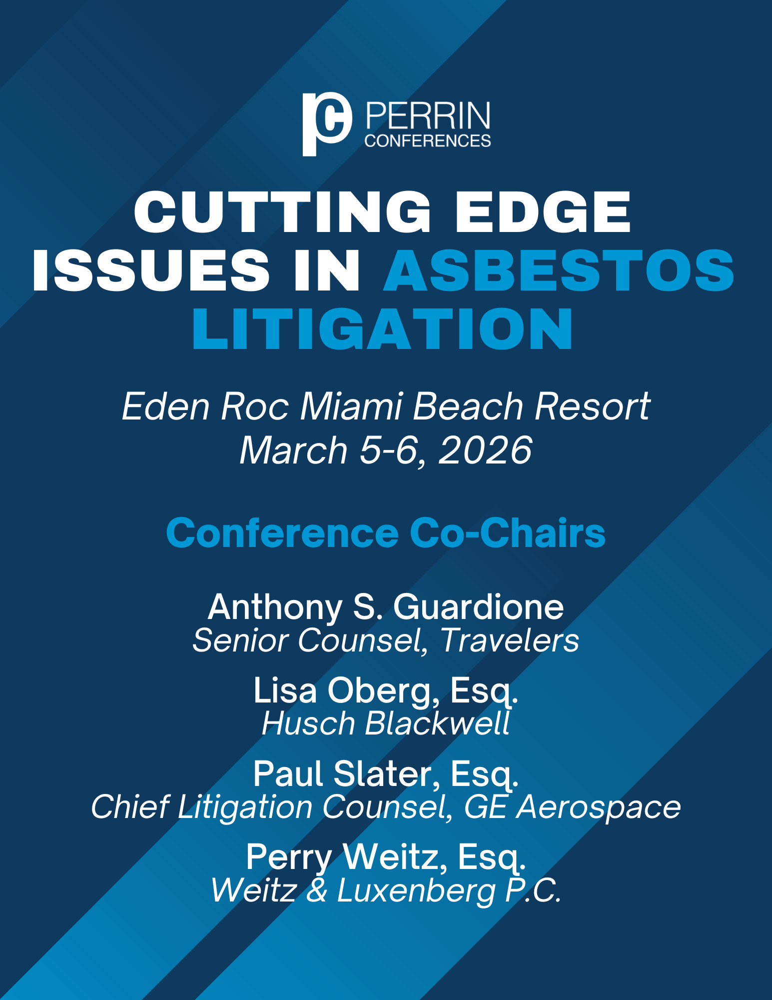 pc PERRIN
CONFERENCES
CUTTING EDGE
ISSUES IN ASBESTOS
LITIGATION
Eden Roc Miami Beach Resort
March 5-6, 2026
Conference Co-Chairs
Anthony S. Guardione
Senior Counsel, Travelers
Lisa Oberg, Esq.
Husch Blackwell
Paul Slater, Esq.
Chief Litigation Counsel, GE Aerospace
Perry Weitz, Esq.
Weitz & Luxenberg P.C.